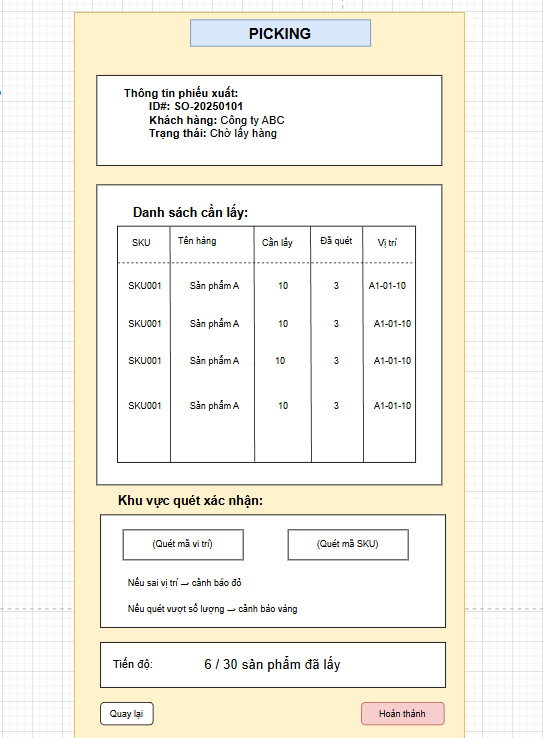 PICKING
Thông tin phiếu xuất:
ID#: SO-20250101
Khách hàng: Công ty ABC
Trạng thái: Chờ lấy hàng
Danh sách cần lấy:
SKU Tên hàng Cần lấy Đã quét Vị trí
SKU001 Sản phẩm A 10 3 A1-01-10
SKU001 Sản phẩm A 10 3 A1-01-10
SKU001 Sản phẩm A 10 3 A1-01-10
SKU001 Sản phẩm A 10 3 A1-01-10
Khu vực quét xác nhận:
(Quét mã vị trí) (Quét mã SKU)
Nếu sai vị trí → cảnh báo đỏ
Nếu quét vượt số lượng → cảnh báo vàng
Tiến độ: 6 / 30 sản phẩm đã lấy
Quay lại Hoàn thành